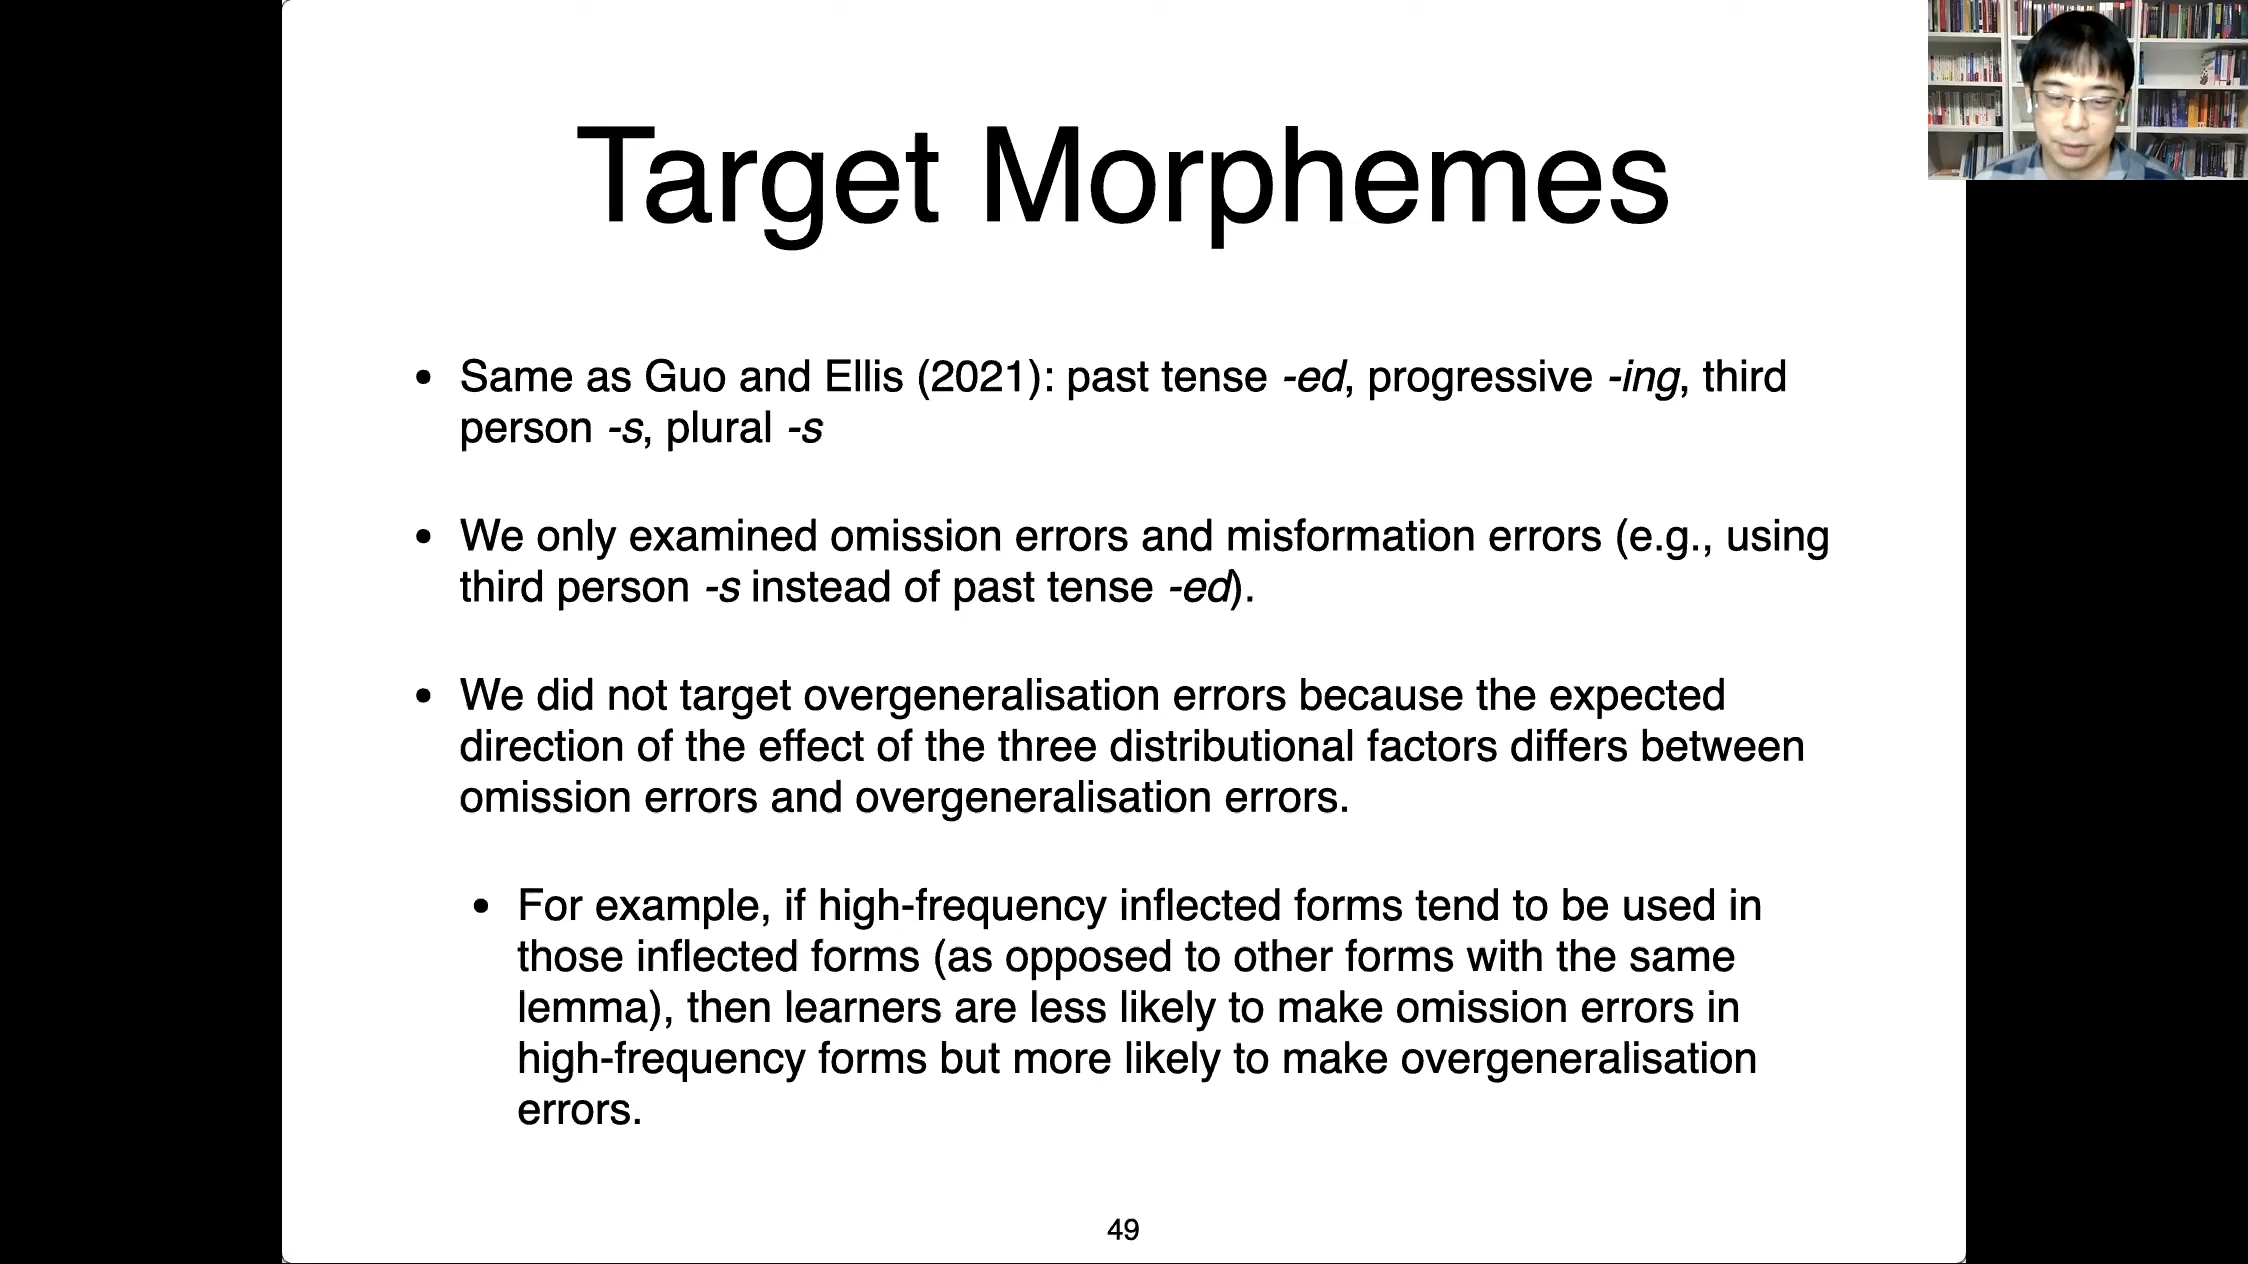 Target Morphemes
• Same as Guo and Ellis (2021): past tense -ed, progressive -ing, third
person -s, plural -s
• We only examined omission errors and misformation errors (e.g., using
third person -s instead of past tense -ed).
• We did not target overgeneralisation errors because the expected
direction of the effect of the three distributional factors differs between
omission errors and overgeneralisation errors.
• For example, if high-frequency inflected forms tend to be used in
those inflected forms (as opposed to other forms with the same
lemma), then learners are less likely to make omission errors in
high-frequency forms but more likely to make overgeneralisation
errors.
49